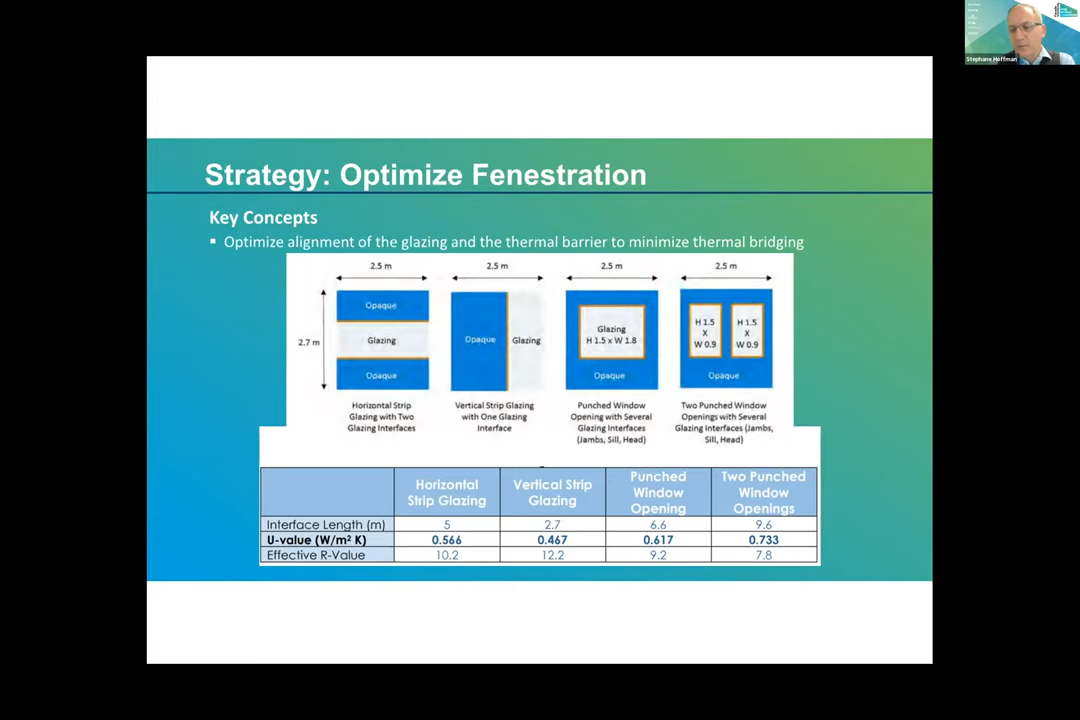 Stephane Hoffman
Strategy: Optimize Fenestration
Key Concepts
▪ Optimize alignment of the glazing and the thermal barrier to minimize thermal bridging
2.5 m 2.5 m 2.5 m 2.5 m
2.7 m
Opaque
Glazing
Opaque
Opaque Glazing
Glazing
H 1.5 x W 1.8
Opaque
H 1.5
X
W 0.9
H 1.5
X
W 0.9
Opaque
Horizontal Strip
Glazing with Two
Glazing Interfaces
Vertical Strip Glazing
with One Glazing
Interface
Punched Window
Opening with Several
Glazing Interfaces
(Jambs, Sill, Head)
Two Punched Window
Openings with Several
Glazing Interfaces (Jambs,
Sill, Head)
Horizontal
Strip Glazing
Vertical Strip
Glazing
Punched
Window
Opening
Two Punched
Window
Openings
Interface Length (m) 5 2.7 6.6 9.6
U-value (W/m² K) 0.566 0.467 0.617 0.733
Effective R-Value 10.2 12.2 9.2 7.8